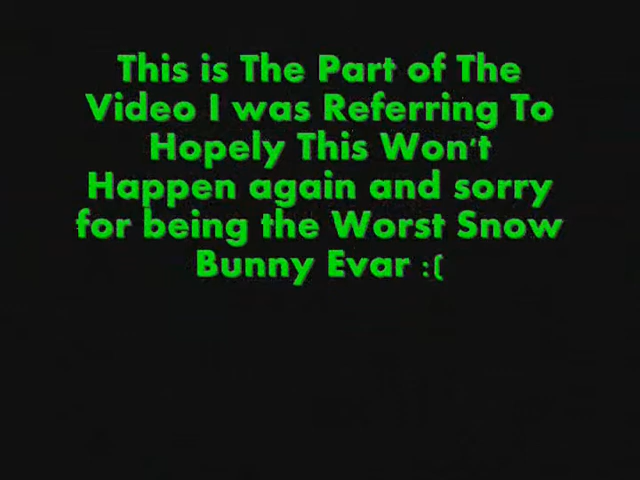 This is The Part of The
Video I was Referring To
Hopely This Won't
Happen again and sorry
for being the Worst Snow
Bunny Evar :(